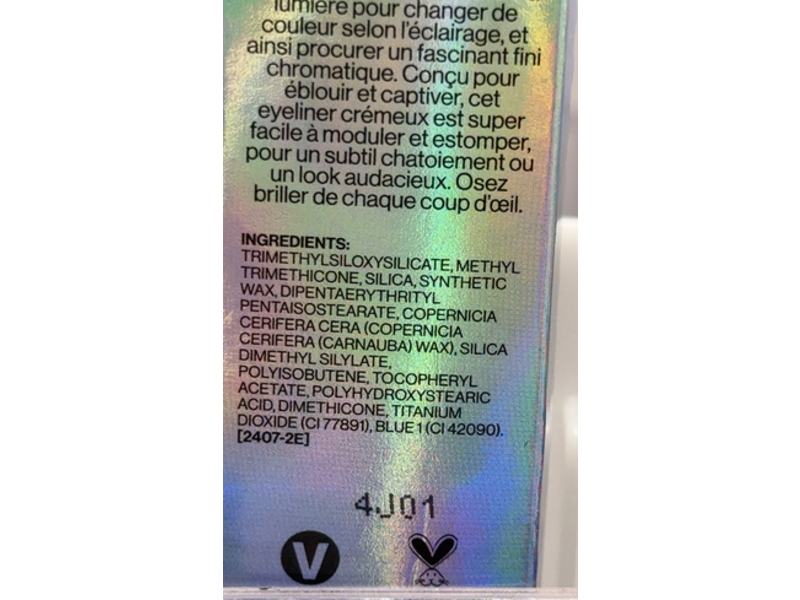 lumière pour changer de
couleur selon l'éclairage, et
ainsi procurer un fascinant fini
chromatique. Conçu pour
éblouir et captiver, cet
eyeliner crémeux est super
facile à moduler et estomper,
pour un subtil chatoiement ou
un look audacieux. Osez
briller de chaque coup d'œil.
INGREDIENTS:
TRIMETHYLSILOXYSILICATE, METHYL
TRIMETHICONE, SILICA, SYNTHETIC
WAX, DIPENTAERYTHRITYL
PENTAISOSTEARATE, COPERNICIA
CERIFERA CERA (COPERNICIA
CERIFERA (CARNAUBA) WAX), SILICA
DIMETHYL SILYLATE,
POLYISOBUTENE, TOCOPHERYL
ACETATE, POLYHYDROXYSTEARIC
ACID, DIMETHICONE, TITANIUM
DIOXIDE (CI 77891), BLUE 1 (CI 42090).
[2407-2E]
4J01
V